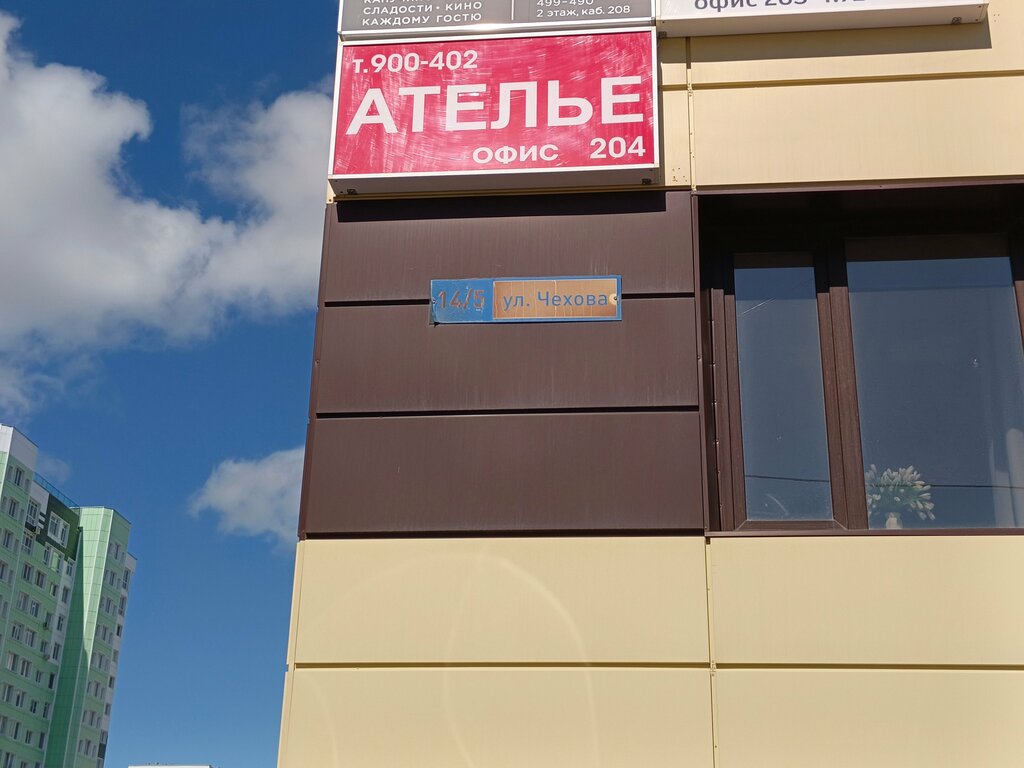 СЛАДОСТИ • КИНО
КАЖДОМУ ГОСТЮ
499-490
2 этаж, каб. 208
т.900-402
АТЕЛЬЕ
ОФИС 204
14/5 ул. Чехова